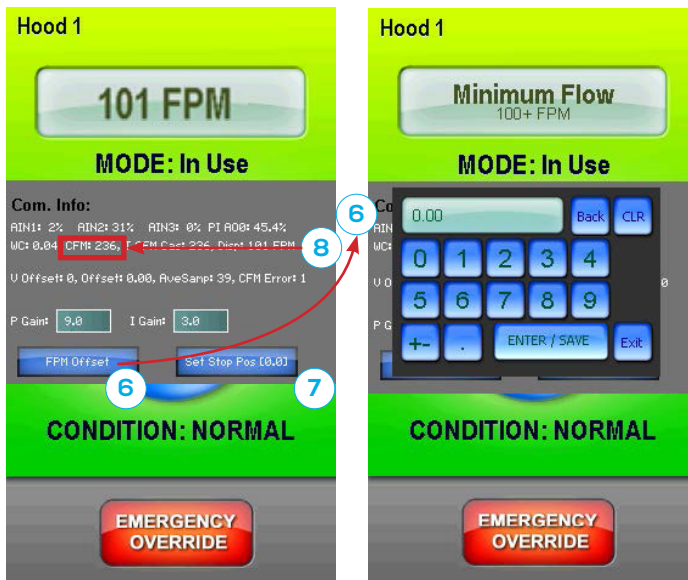 Hood 1
101 FPM
MODE: In Use
Com. Info:
AIN1: 2% AIN2: 31% AIN3: 0% PI AO0: 45.4%
WC: 0.04, CFM: 236, CFM Cas: 236, Disp: 101 FPM
8
V Offset: 0, Offset: 0.00, AveSamp: 39, CFM Error: 1
P Gain: 9.0 I Gain: 3.0
FPM Offset Set Stop Pos [0.0]
6 7
CONDITION: NORMAL
EMERGENCY
OVERRIDE
Hood 1
Minimum Flow
100+ FPM
MODE: In Use
6
Co
0.00 Back CLR
AIN
WC:
0 1 2 3 4
V O
5 6 7 8 9
P G
+- . ENTER / SAVE Exit
CONDITION: NORMAL
EMERGENCY
OVERRIDE